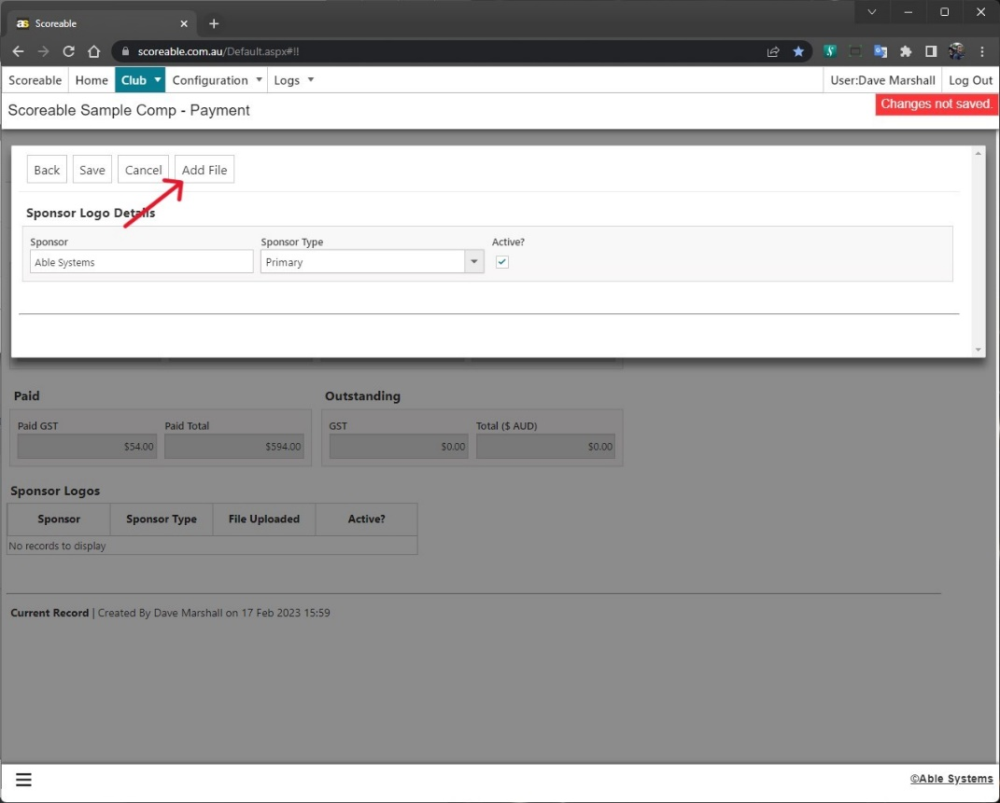 Scoreable
scoreable.com.au/Default.aspx#!!
Scoreable Home Club Configuration Logs User:Dave Marshall Log Out
Scoreable Sample Comp - Payment Changes not saved.
Back Save Cancel Add File
Sponsor Logo Details
Sponsor Sponsor Type Active?
Able Systems Primary
Paid Outstanding
Paid GST Paid Total GST Total ($ AUD)
$54.00 $594.00 $0.00 $0.00
Sponsor Logos
Sponsor Sponsor Type File Uploaded Active?
No records to display
Current Record | Created By Dave Marshall on 17 Feb 2023 15:59
©Able Systems